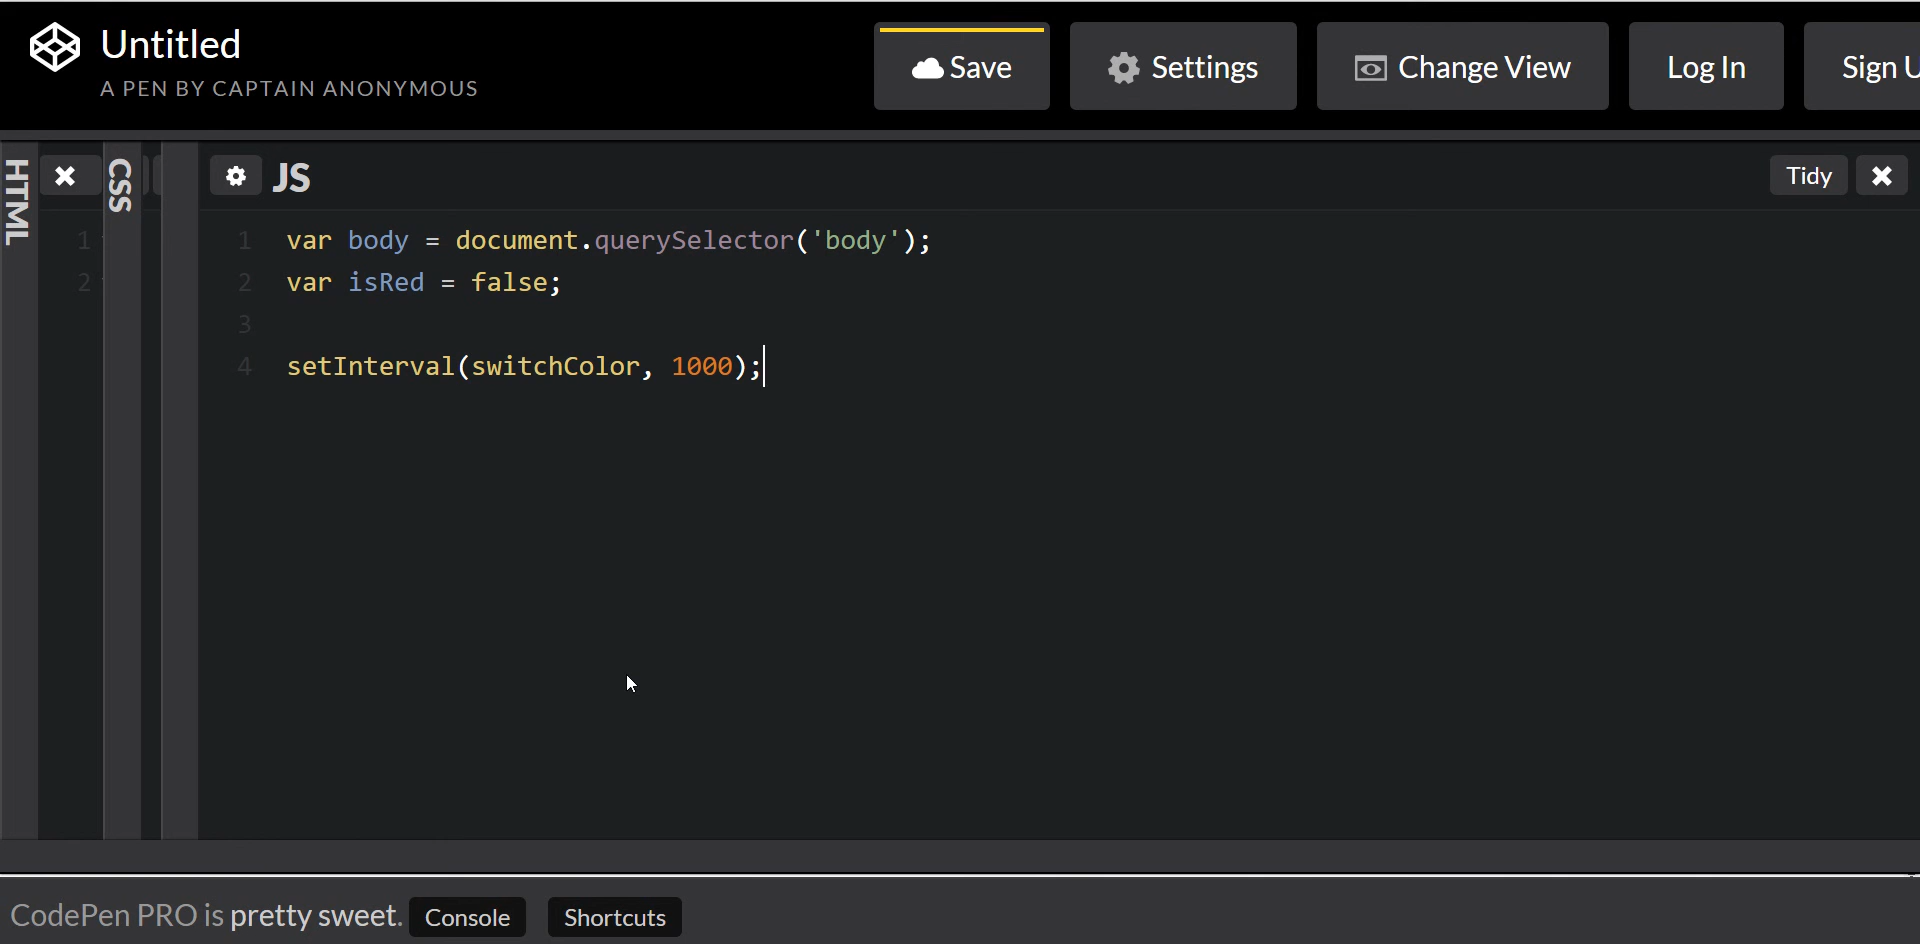 Untitled
A PEN BY CAPTAIN ANONYMOUS
Save
Settings
Change View
Log In
Sign U
HTML
CSS
JS
Tidy
1
2
1 var body = document.querySelector('body');
2 var isRed = false;
3
4 setInterval(switchColor, 1000);
CodePen PRO is pretty sweet.
Console
Shortcuts